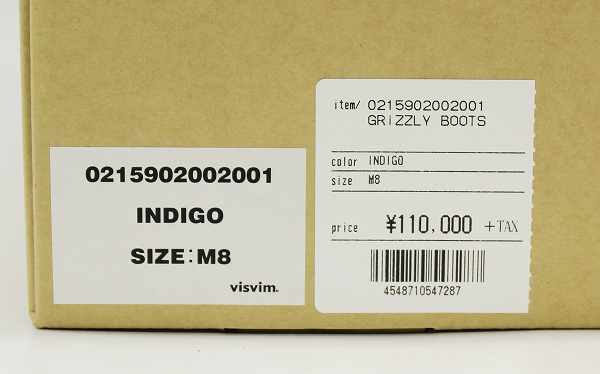 0215902002001
INDIGO
SIZE:M8
visvim.
item/ 0215902002001
GRIZZLY BOOTS
color INDIGO
size M8
price ¥110,000 +TAX
4548710547287